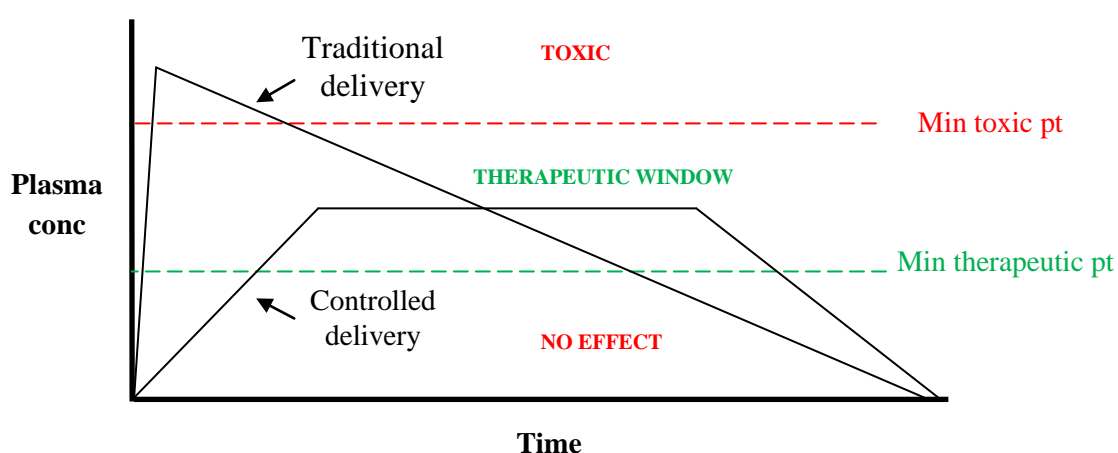 Traditional
delivery
TOXIC
Min toxic pt
Plasma
conc
THERAPEUTIC WINDOW
Min therapeutic pt
Controlled
delivery
NO EFFECT
Time